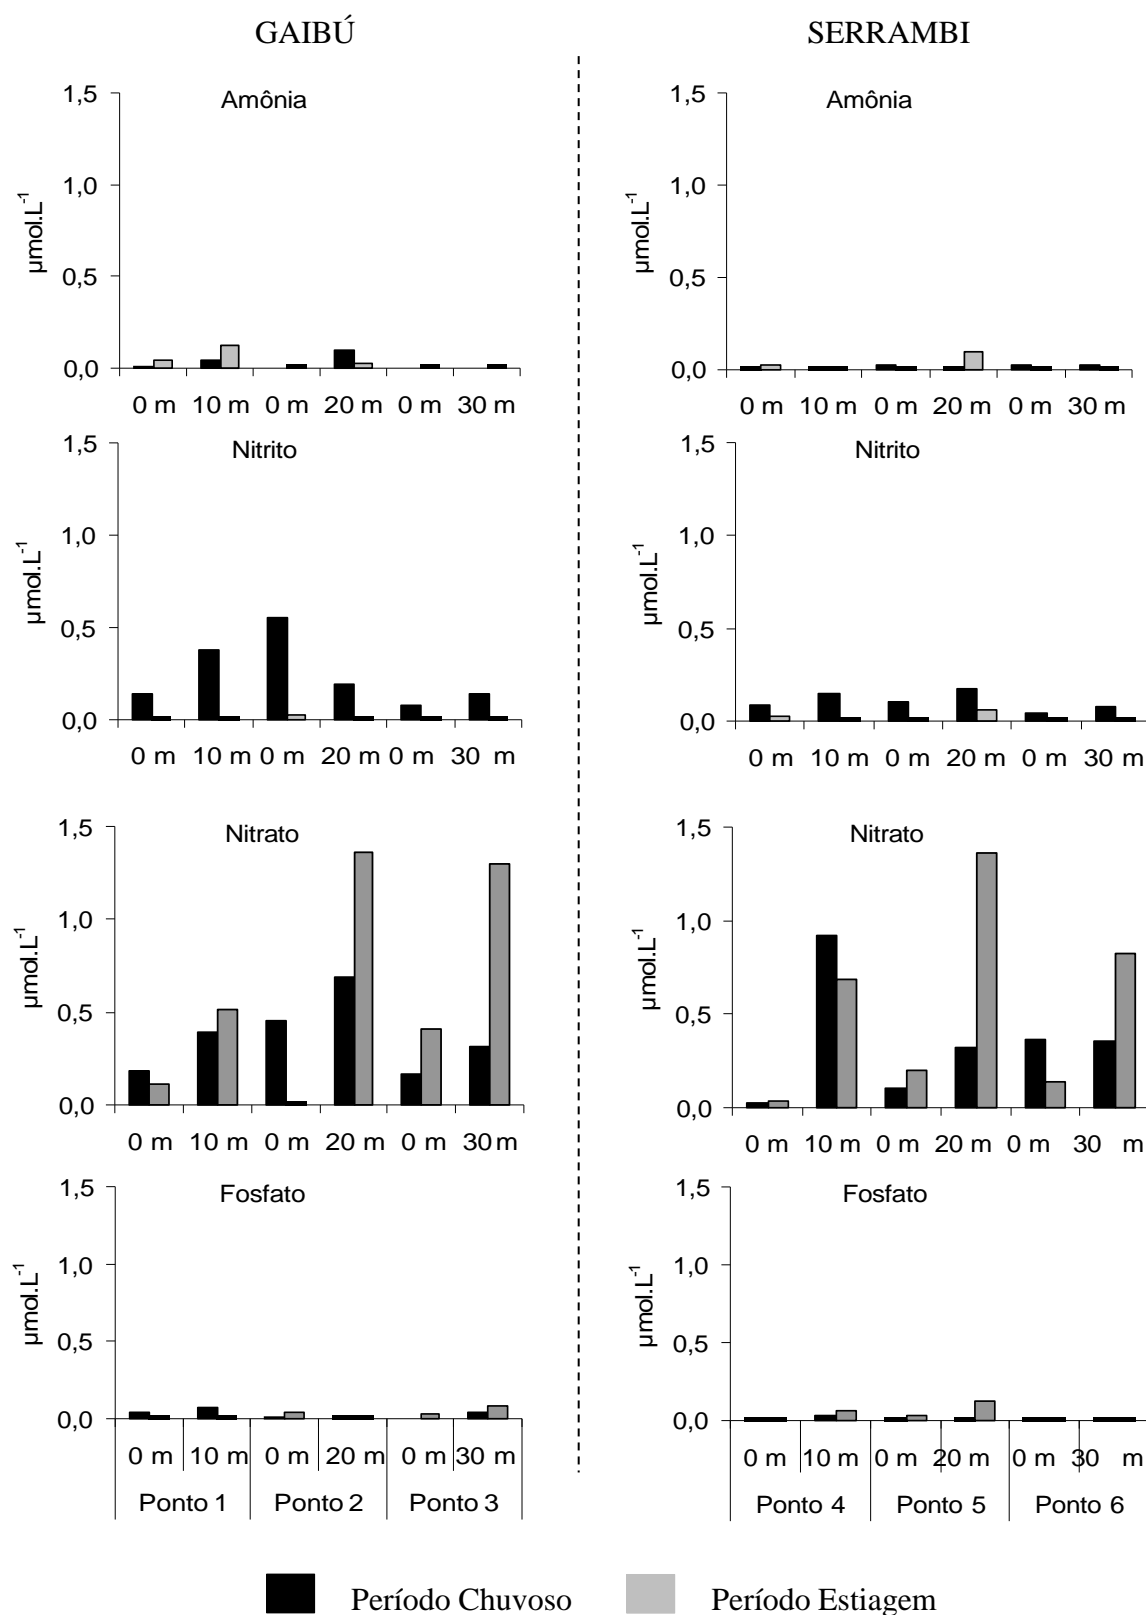 GAIBÚ SERRAMBI
Amônia
1,5
1,0
0,5
0,0
µmol.L-1
0 m 10 m 0 m 20 m 0 m 30 m
Amônia
1,5
1,0
0,5
0,0
µmol.L-1
0 m 10 m 0 m 20 m 0 m 30 m
Nitrito
1,5
1,0
0,5
0,0
µmol.L-1
0 m 10 m 0 m 20 m 0 m 30 m
Nitrito
1,5
1,0
0,5
0,0
µmol.L-1
0 m 10 m 0 m 20 m 0 m 30 m
Nitrato
1,5
1,0
0,5
0,0
µmol.L-1
0 m 10 m 0 m 20 m 0 m 30 m
Nitrato
1,5
1,0
0,5
0,0
µmol.L-1
0 m 10 m 0 m 20 m 0 m 30 m
Fosfato
1,5
1,0
0,5
0,0
µmol.L-1
0 m 10 m 0 m 20 m 0 m 30 m
Ponto 1 Ponto 2 Ponto 3
Fosfato
1,5
1,0
0,5
0,0
µmol.L-1
0 m 10 m 0 m 20 m 0 m 30 m
Ponto 4 Ponto 5 Ponto 6
Período Chuvoso Período Estiagem